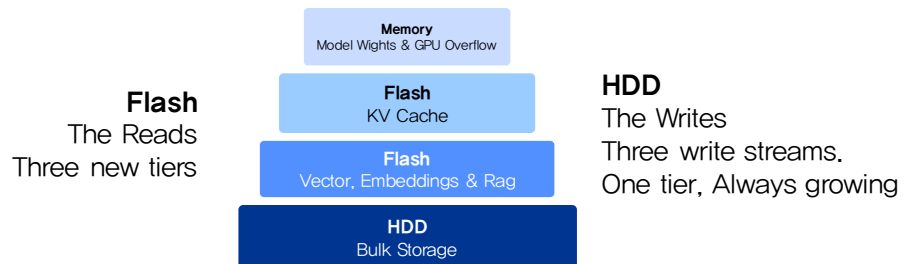 Memory
Model Wights & GPU Overflow
Flash
KV Cache
Flash
Vector, Embeddings & Rag
HDD
Bulk Storage
Flash
The Reads
Three new tiers
HDD
The Writes
Three write streams.
One tier, Always growing